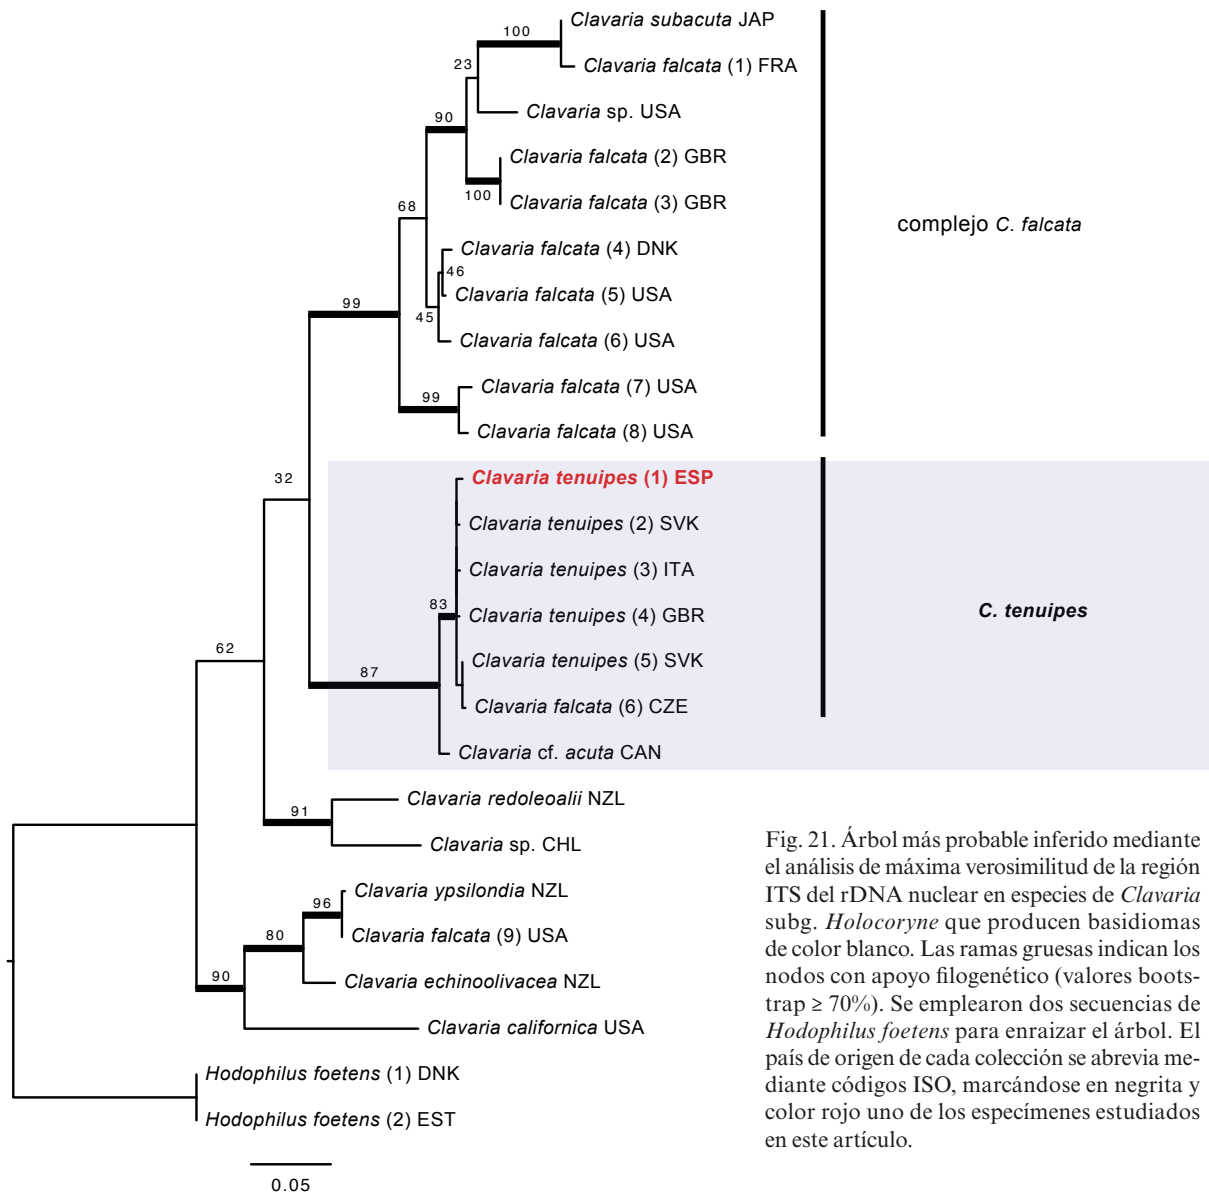 Clavaria subacuta JAP
100
Clavaria falcata (1) FRA
23
Clavaria sp. USA
90
Clavaria falcata (2) GBR
100
Clavaria falcata (3) GBR
68
complejo C. falcata
Clavaria falcata (4) DNK
46
Clavaria falcata (5) USA
45
Clavaria falcata (6) USA
99
Clavaria falcata (7) USA
99
Clavaria falcata (8) USA
32
Clavaria tenuipes (1) ESP
Clavaria tenuipes (2) SVK
Clavaria tenuipes (3) ITA
83
Clavaria tenuipes (4) GBR
C. tenuipes
Clavaria tenuipes (5) SVK
62
87
Clavaria falcata (6) CZE
Clavaria cf. acuta CAN
Clavaria redoleoalii NZL
91
Clavaria sp. CHL
Clavaria ypsilondia NZL
96
Clavaria falcata (9) USA
80
Clavaria echinoolivacea NZL
90
Clavaria californica USA
Hodophilus foetens (1) DNK
Hodophilus foetens (2) EST
0.05
Fig. 21. Árbol más probable inferido mediante
el análisis de máxima verosimilitud de la región
ITS del rDNA nuclear en especies de Clavaria
subg. Holocoryne que producen basidiomas
de color blanco. Las ramas gruesas indican los
nodos con apoyo filogenético (valores boots-
trap ≥ 70%). Se emplearon dos secuencias de
Hodophilus foetens para enraizar el árbol. El
país de origen de cada colección se abrevia me-
diante códigos ISO, marcándose en negrita y
color rojo uno de los especímenes estudiados
en este artículo.